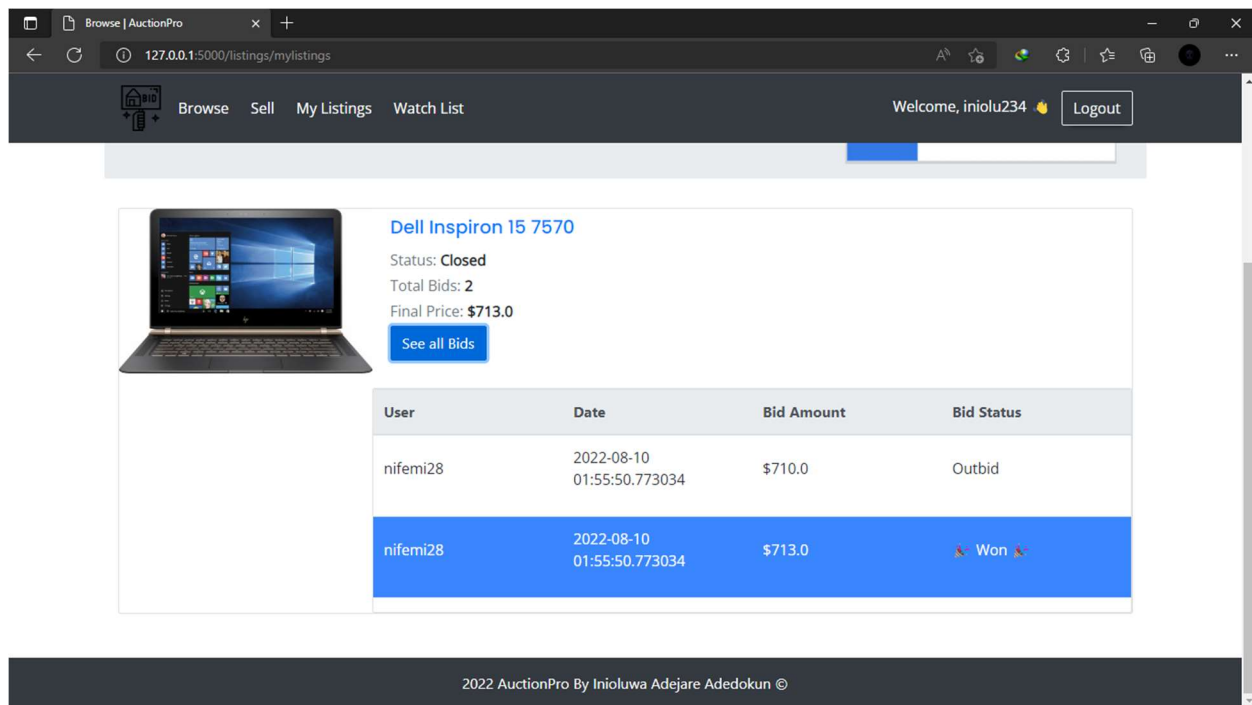 Browse | AuctionPro
127.0.0.1:5000/listings/mylistings
BID
Browse Sell My Listings Watch List Welcome, iniolu234 👋 Logout
Dell Inspiron 15 7570
Status: Closed
Total Bids: 2
Final Price: $713.0
See all Bids
User Date Bid Amount Bid Status
nifemi28 2022-08-10 01:55:50.773034 $710.0 Outbid
nifemi28 2022-08-10 01:55:50.773034 $713.0 🎉 Won 🎉
2022 AuctionPro By Inioluwa Adejare Adedokun ©